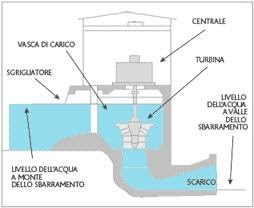 CENTRALE
VASCA DI CARICO
TURBINA
SGRIGLIATORE
LIVELLO
DELL'ACQUA
A VALLE
DELLO
SBARRAMENTO
LIVELLO DELL'ACQUA
A MONTE
DELLO SBARRAMENTO
SCARICO